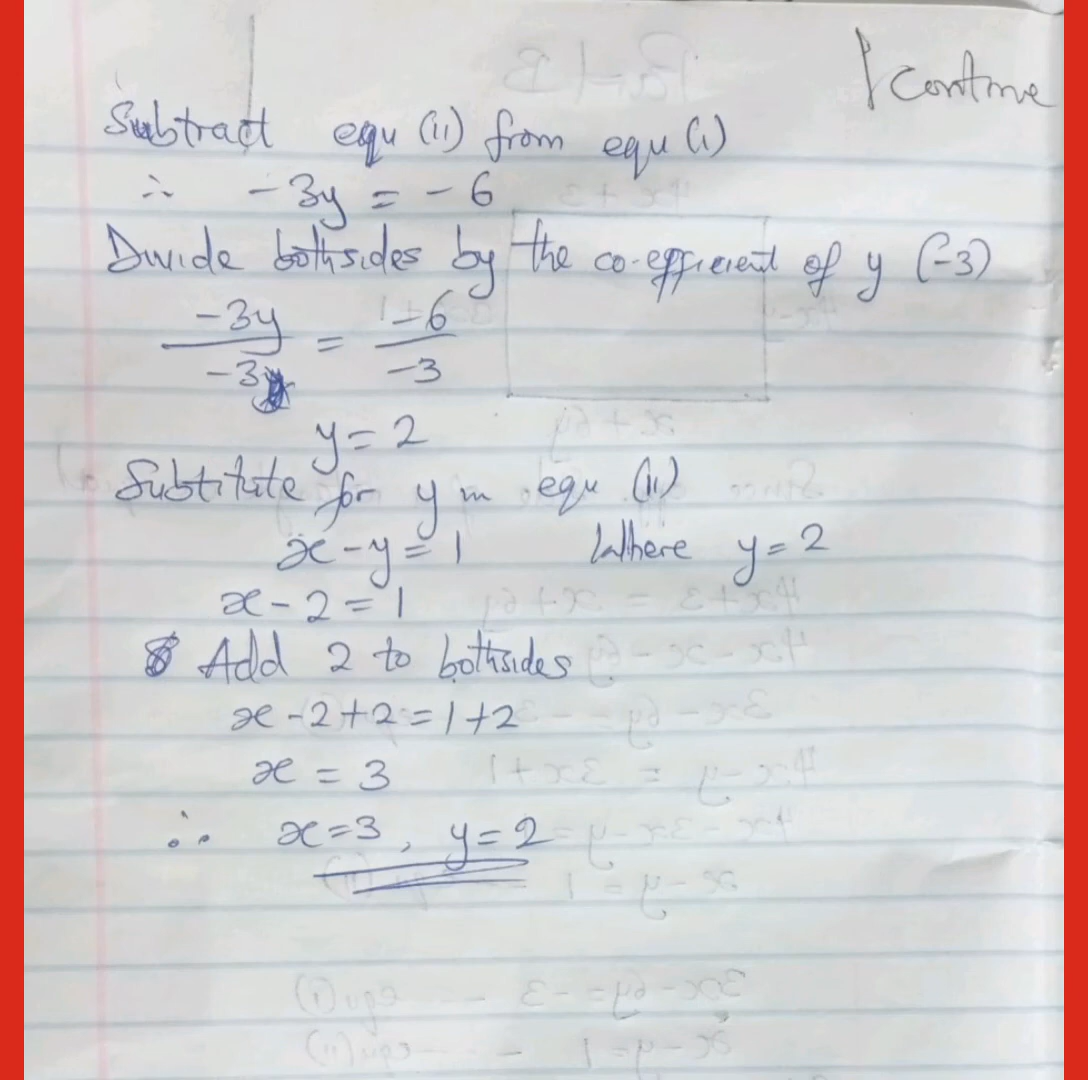 continue
Subtract equ (ii) from equ (i)
∴ -3y = -6
Divide bothsides by the co-efficient of y (-3)
-3y/-3 = -6/-3
y = 2
Substitute for y in equ (ii)
x - y = 1 Where y = 2
x - 2 = 1
Add 2 to bothsides
x - 2 + 2 = 1 + 2
x = 3
∴ x = 3, y = 2